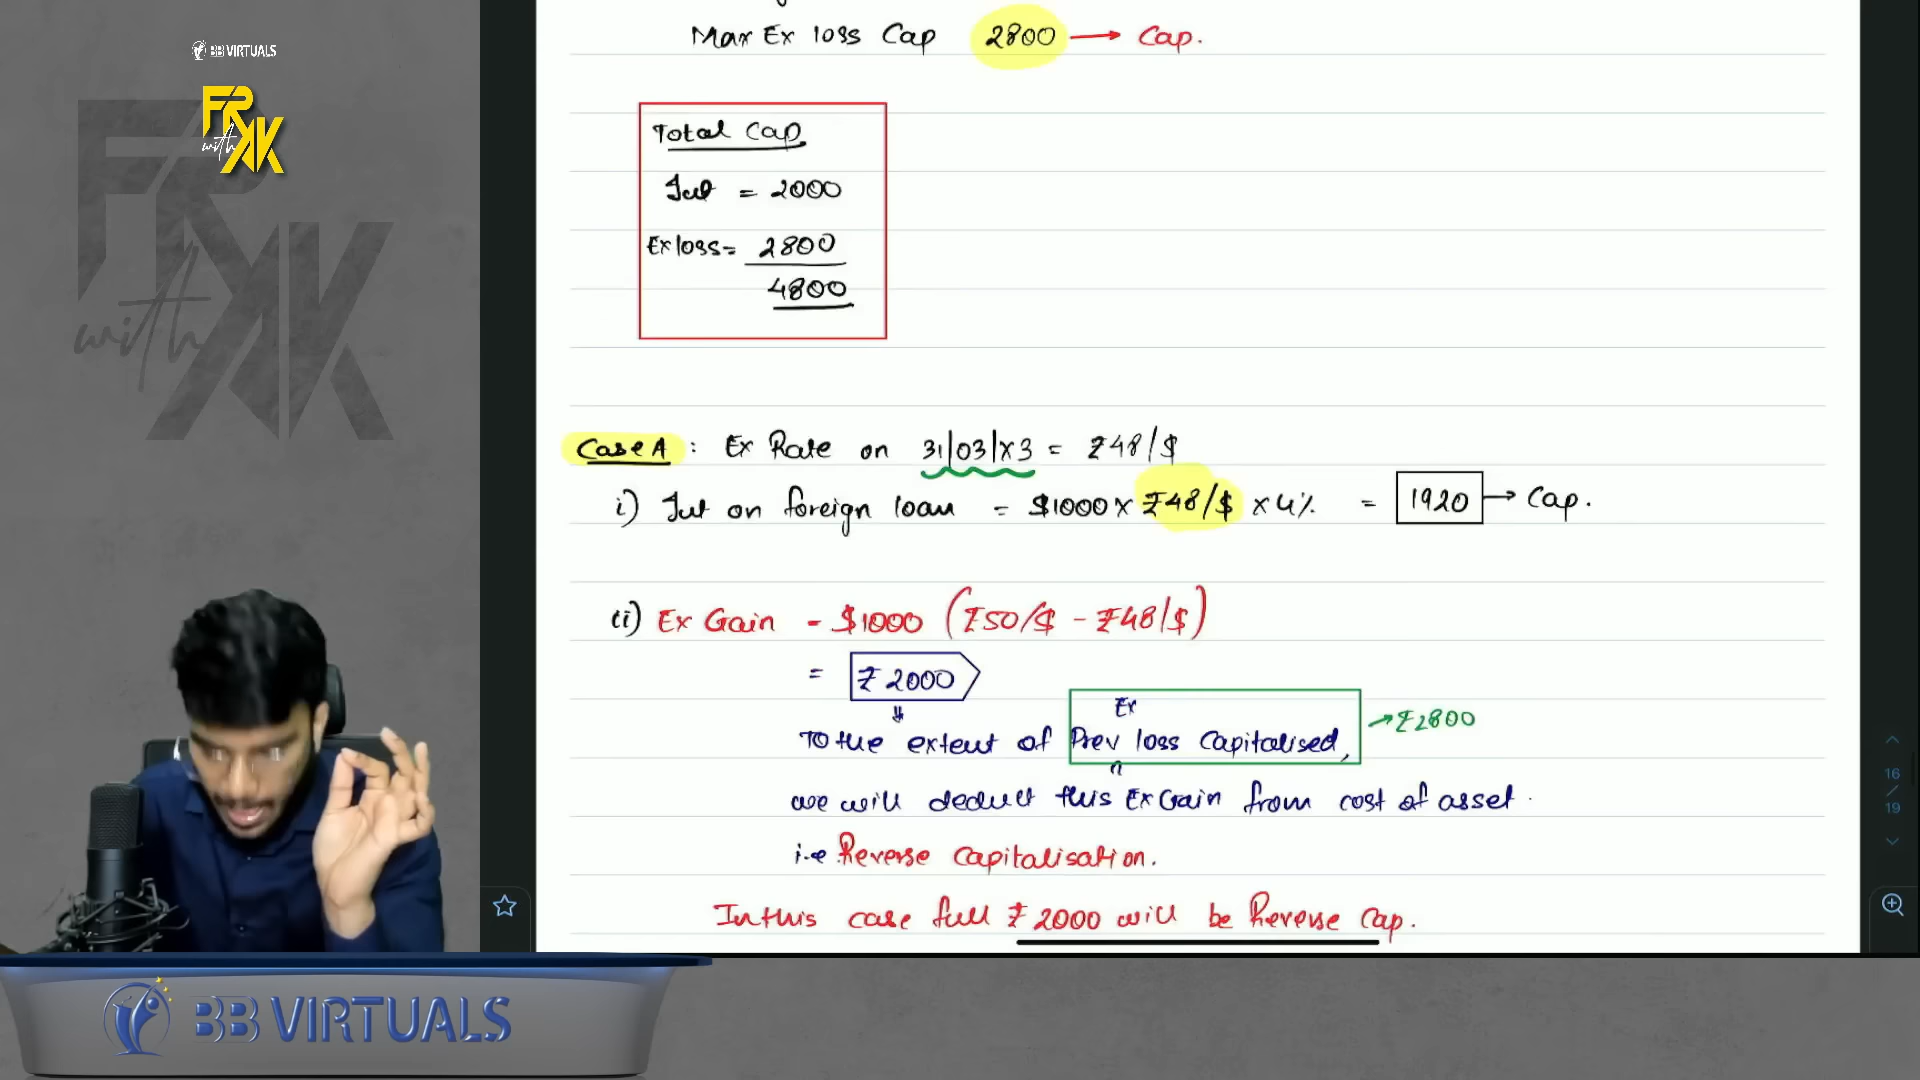 BB VIRTUALS
FR
with
AK
FR
with
AK
Max Ex loss Cap 2800 → Cap.
Total Cap
Int = 2000
Ex loss = 2800
4800
Case A : Ex Rate on 31/03/X3 = ₹48/$
i) Int on foreign loan = $1000 x ₹48/$ x 4% = 1920 → Cap.
ii) Ex Gain - $1000 (₹50/$ - ₹48/$)
= ₹2000
To the extent of Prev Ex loss Capitalised, → ₹2800
we will deduct this Ex Gain from cost of asset.
i.e Reverse Capitalisation.
In this case full ₹2000 will be Reverse Cap.
16
/
19
BB VIRTUALS